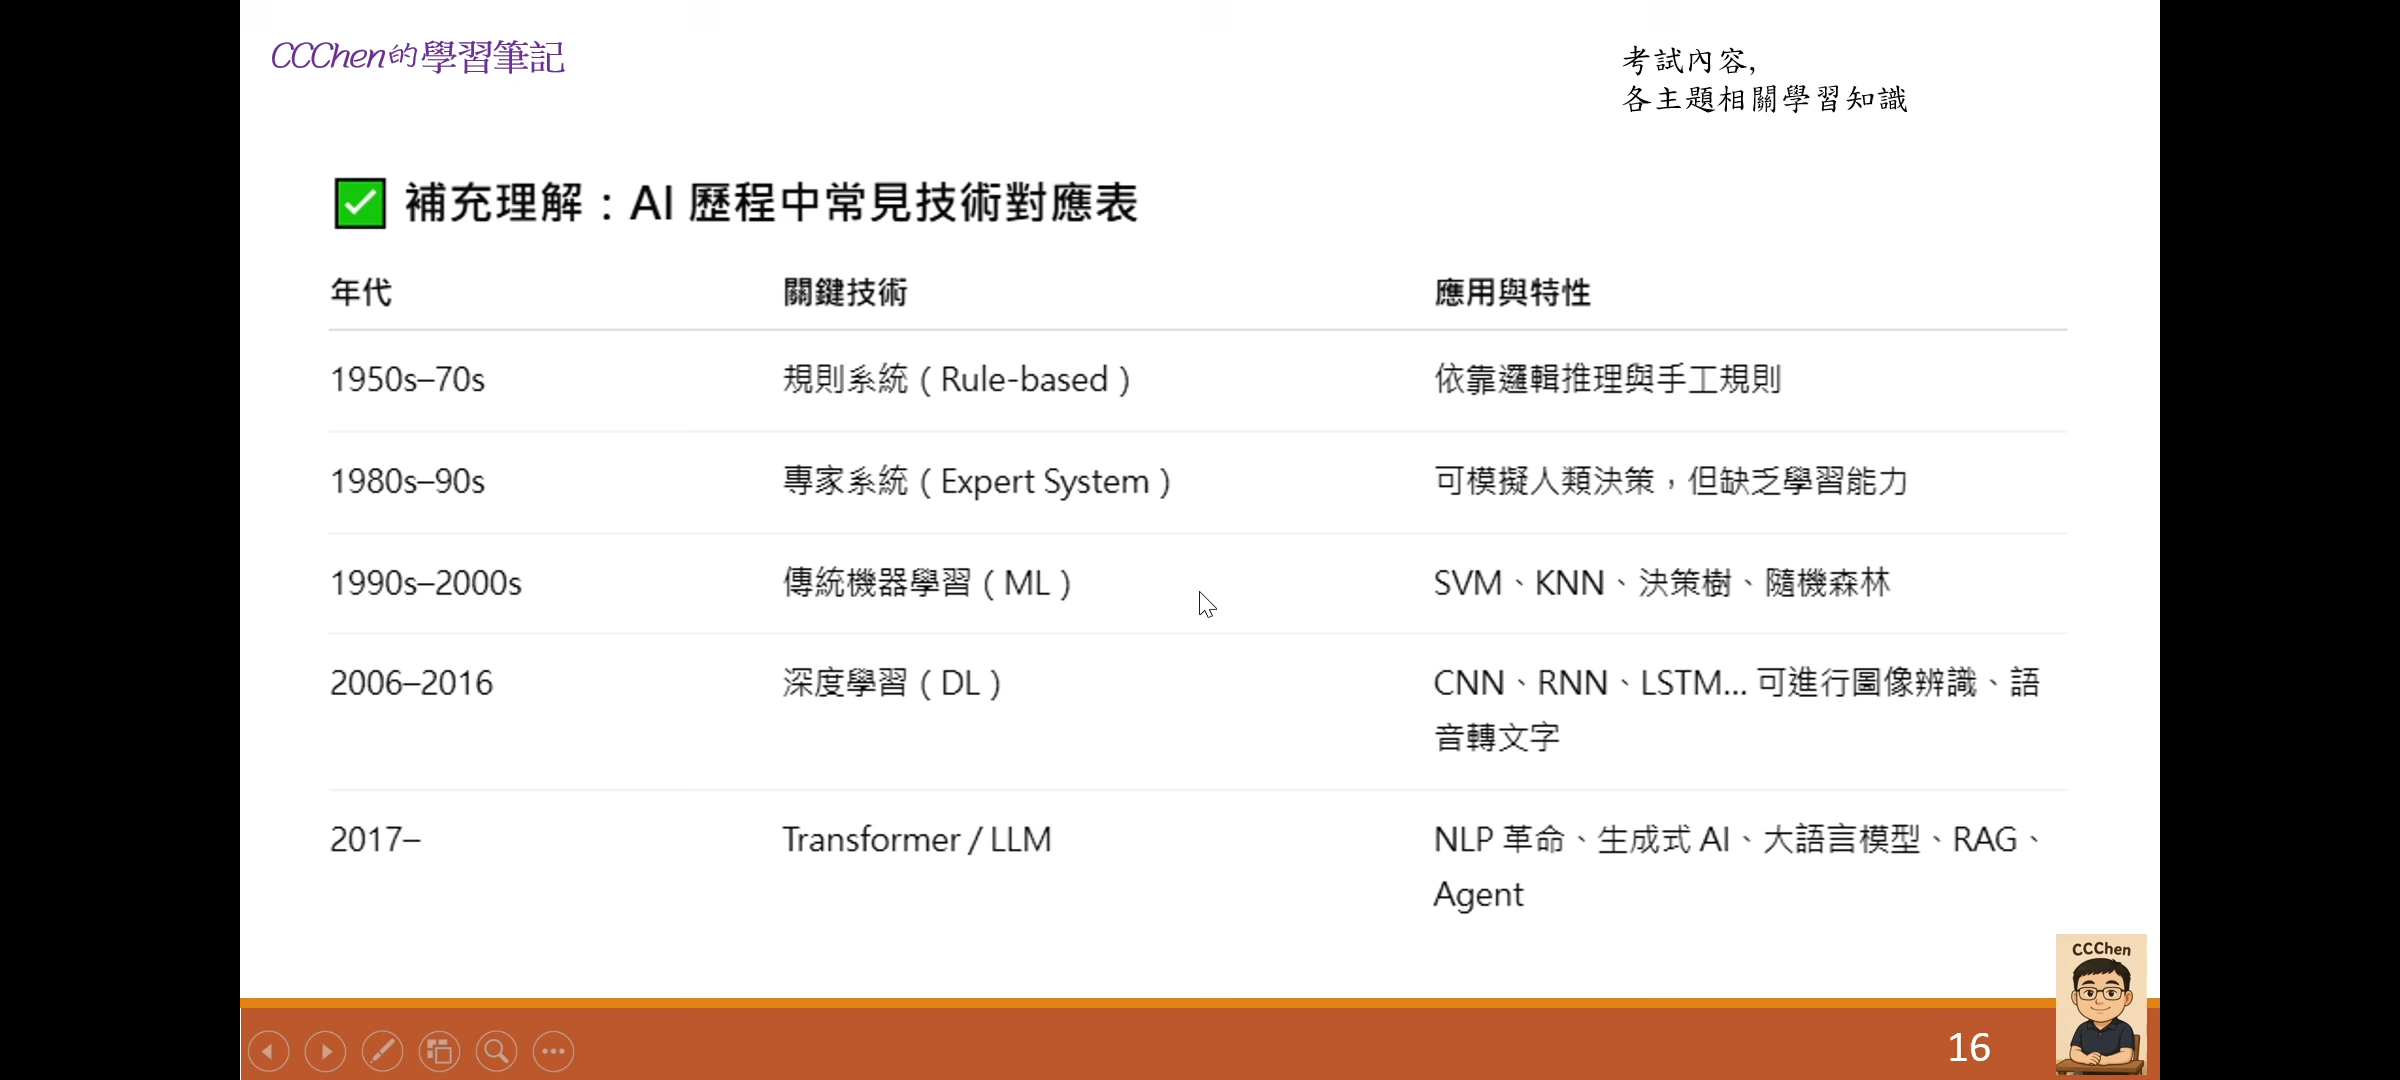 CCChen的學習筆記
考試內容,
各主題相關學習知識
補充理解：AI 歷程中常見技術對應表
年代 關鍵技術 應用與特性
1950s–70s 規則系統（Rule-based） 依靠邏輯推理與手工規則
1980s–90s 專家系統（Expert System） 可模擬人類決策，但缺乏學習能力
1990s–2000s 傳統機器學習（ML） SVM、KNN、決策樹、隨機森林
2006–2016 深度學習（DL） CNN、RNN、LSTM... 可進行圖像辨識、語
音轉文字
2017– Transformer / LLM NLP 革命、生成式 AI、大語言模型、RAG、
Agent
CCChen
16